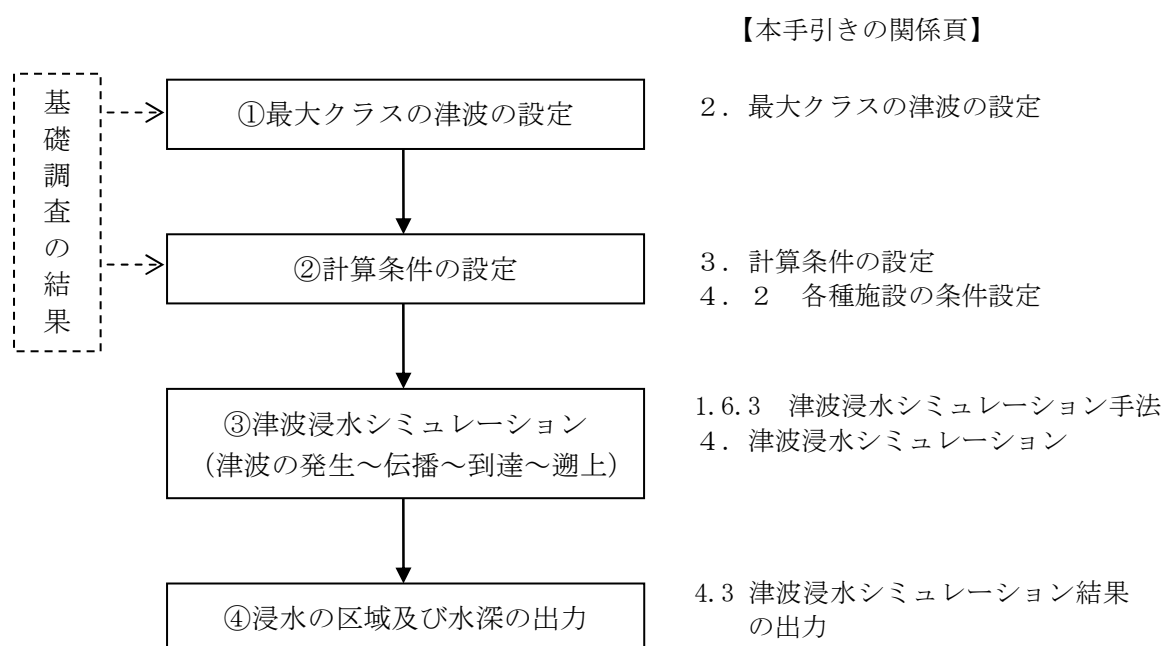 【本手引きの関係頁】
基礎調査の結果
①最大クラスの津波の設定
２．最大クラスの津波の設定
②計算条件の設定
３．計算条件の設定
４．２　各種施設の条件設定
③津波浸水シミュレーション
（津波の発生～伝播～到達～遡上）
1.6.3　津波浸水シミュレーション手法
４．津波浸水シミュレーション
④浸水の区域及び水深の出力
4.3 津波浸水シミュレーション結果
の出力